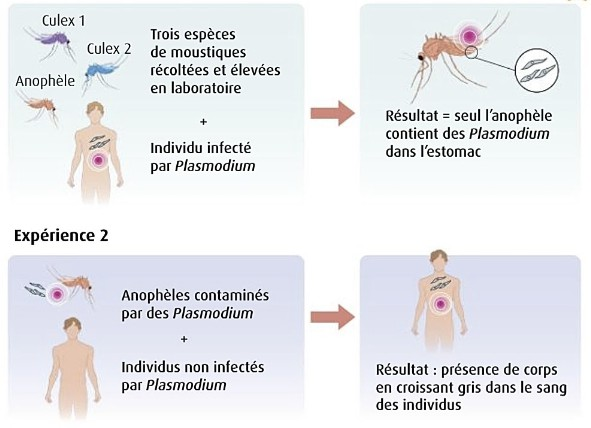 Culex 1
Culex 2
Anophèle
Trois espèces
de moustiques
récoltées et élevées
en laboratoire
+
Individu infecté
par Plasmodium
Résultat = seul l'anophèle
contient des Plasmodium
dans l'estomac
Expérience 2
Anophèles contaminés
par des Plasmodium
+
Individus non infectés
par Plasmodium
Résultat : présence de corps
en croissant gris dans le sang
des individus